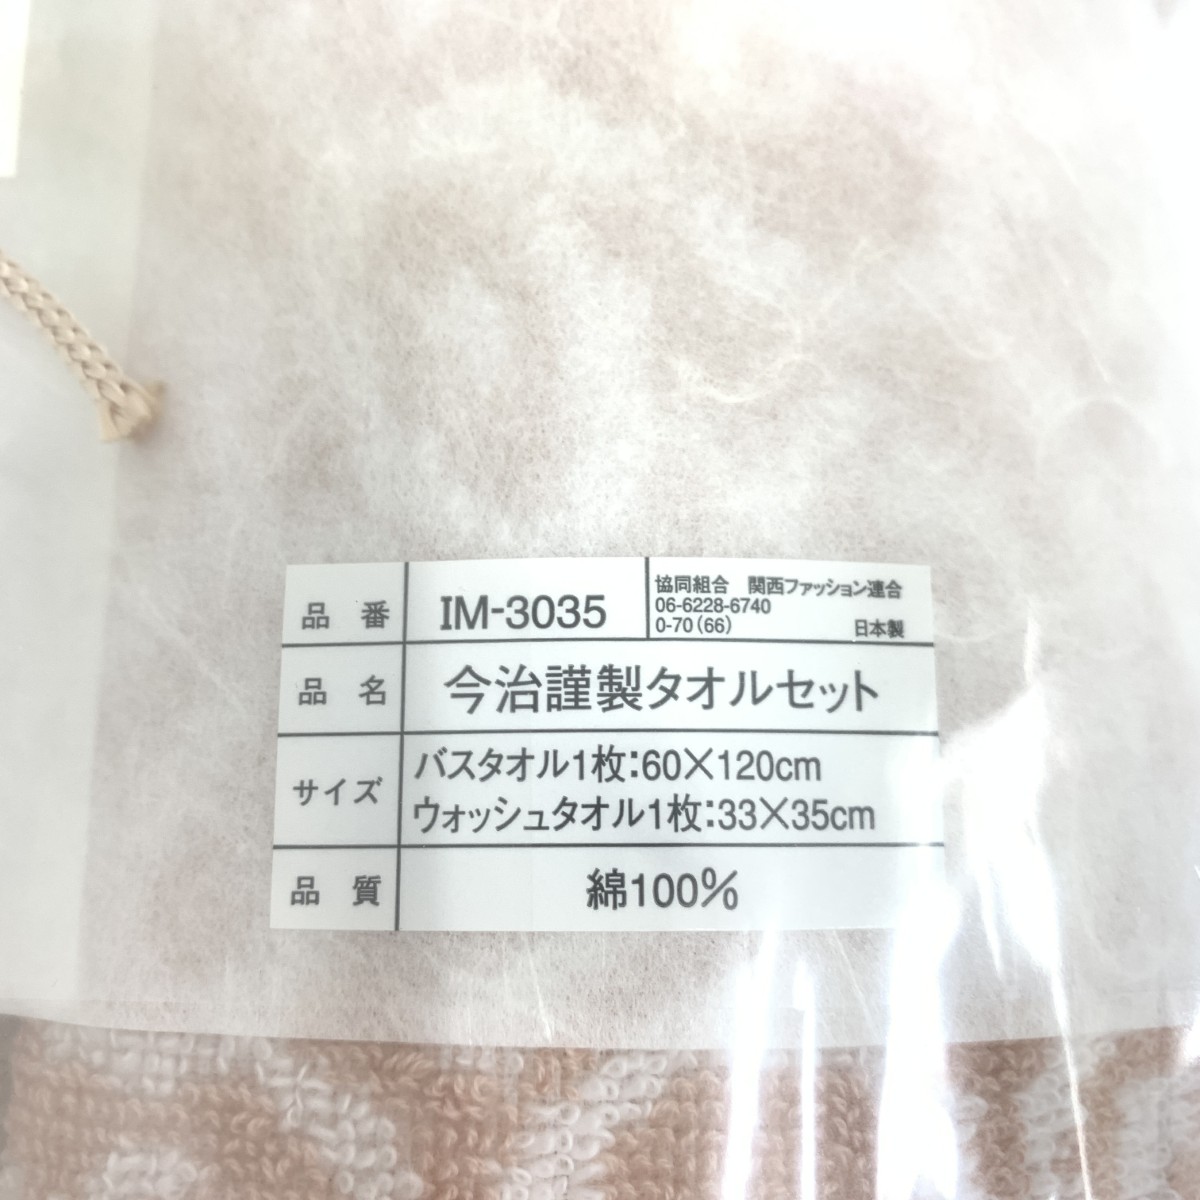 品 番 IM-3035
協同組合 関西ファッション連合
06-6228-6740
0-70(66) 日本製
品 名 今治謹製タオルセット
サイズ バスタオル1枚:60×120cm
ウォッシュタオル1枚:33×35cm
品 質 綿100%